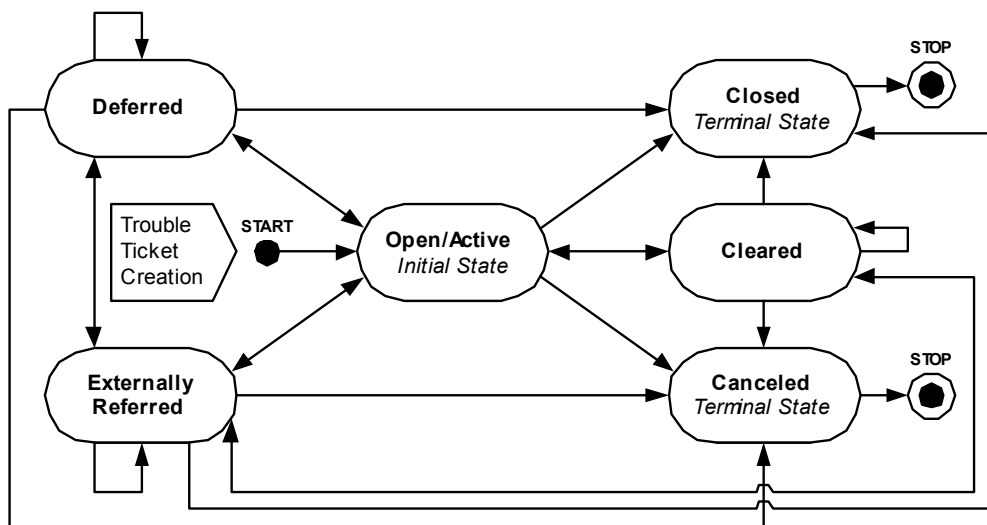 STOP
Deferred
Closed
Terminal State
Trouble
Ticket
Creation
START
Open/Active
Initial State
Cleared
Externally
Referred
Canceled
Terminal State
STOP